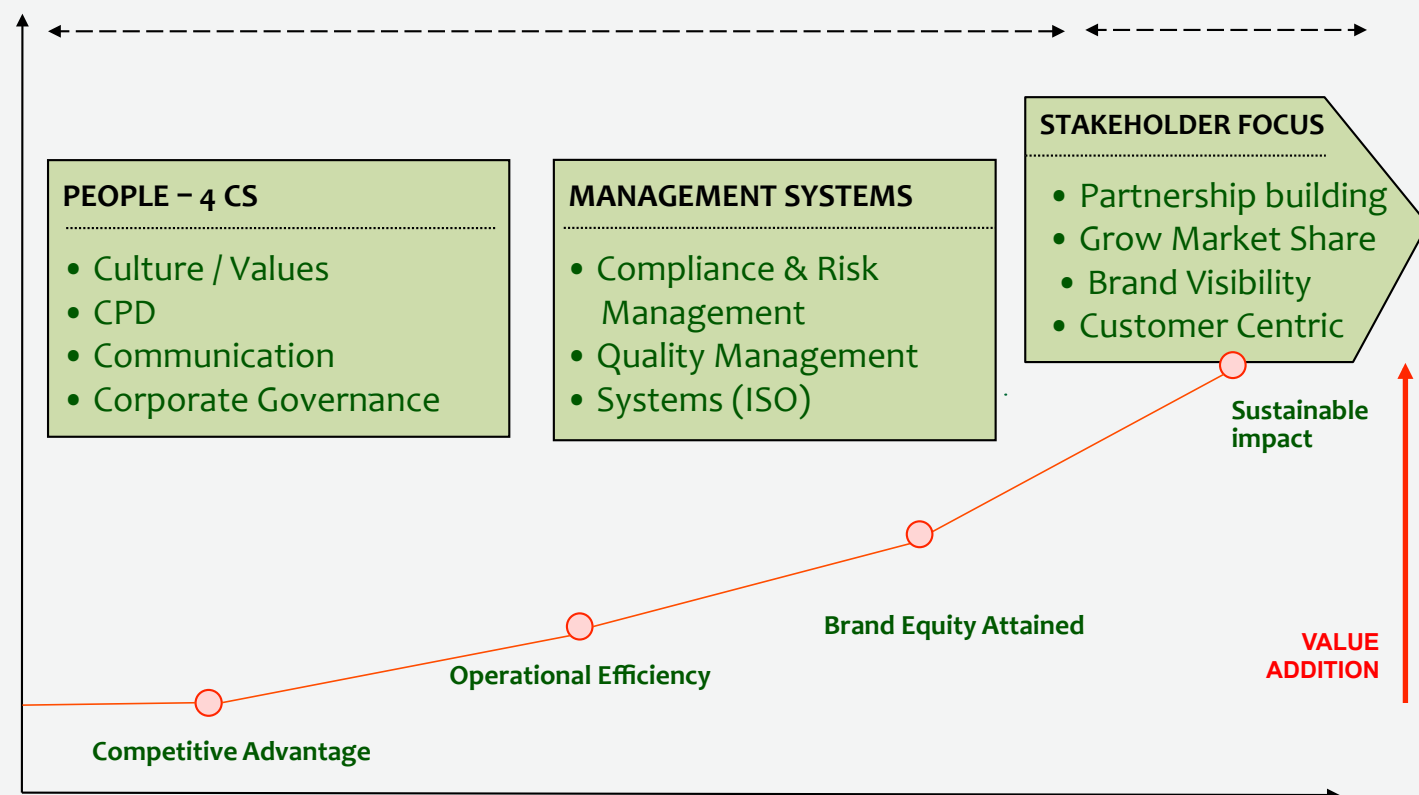 PEOPLE – 4 CS
• Culture / Values
• CPD
• Communication
• Corporate Governance
MANAGEMENT SYSTEMS
• Compliance & Risk
Management
• Quality Management
• Systems (ISO)
STAKEHOLDER FOCUS
• Partnership building
• Grow Market Share
• Brand Visibility
• Customer Centric
Sustainable
impact
Brand Equity Attained
Operational Efficiency
Competitive Advantage
VALUE
ADDITION